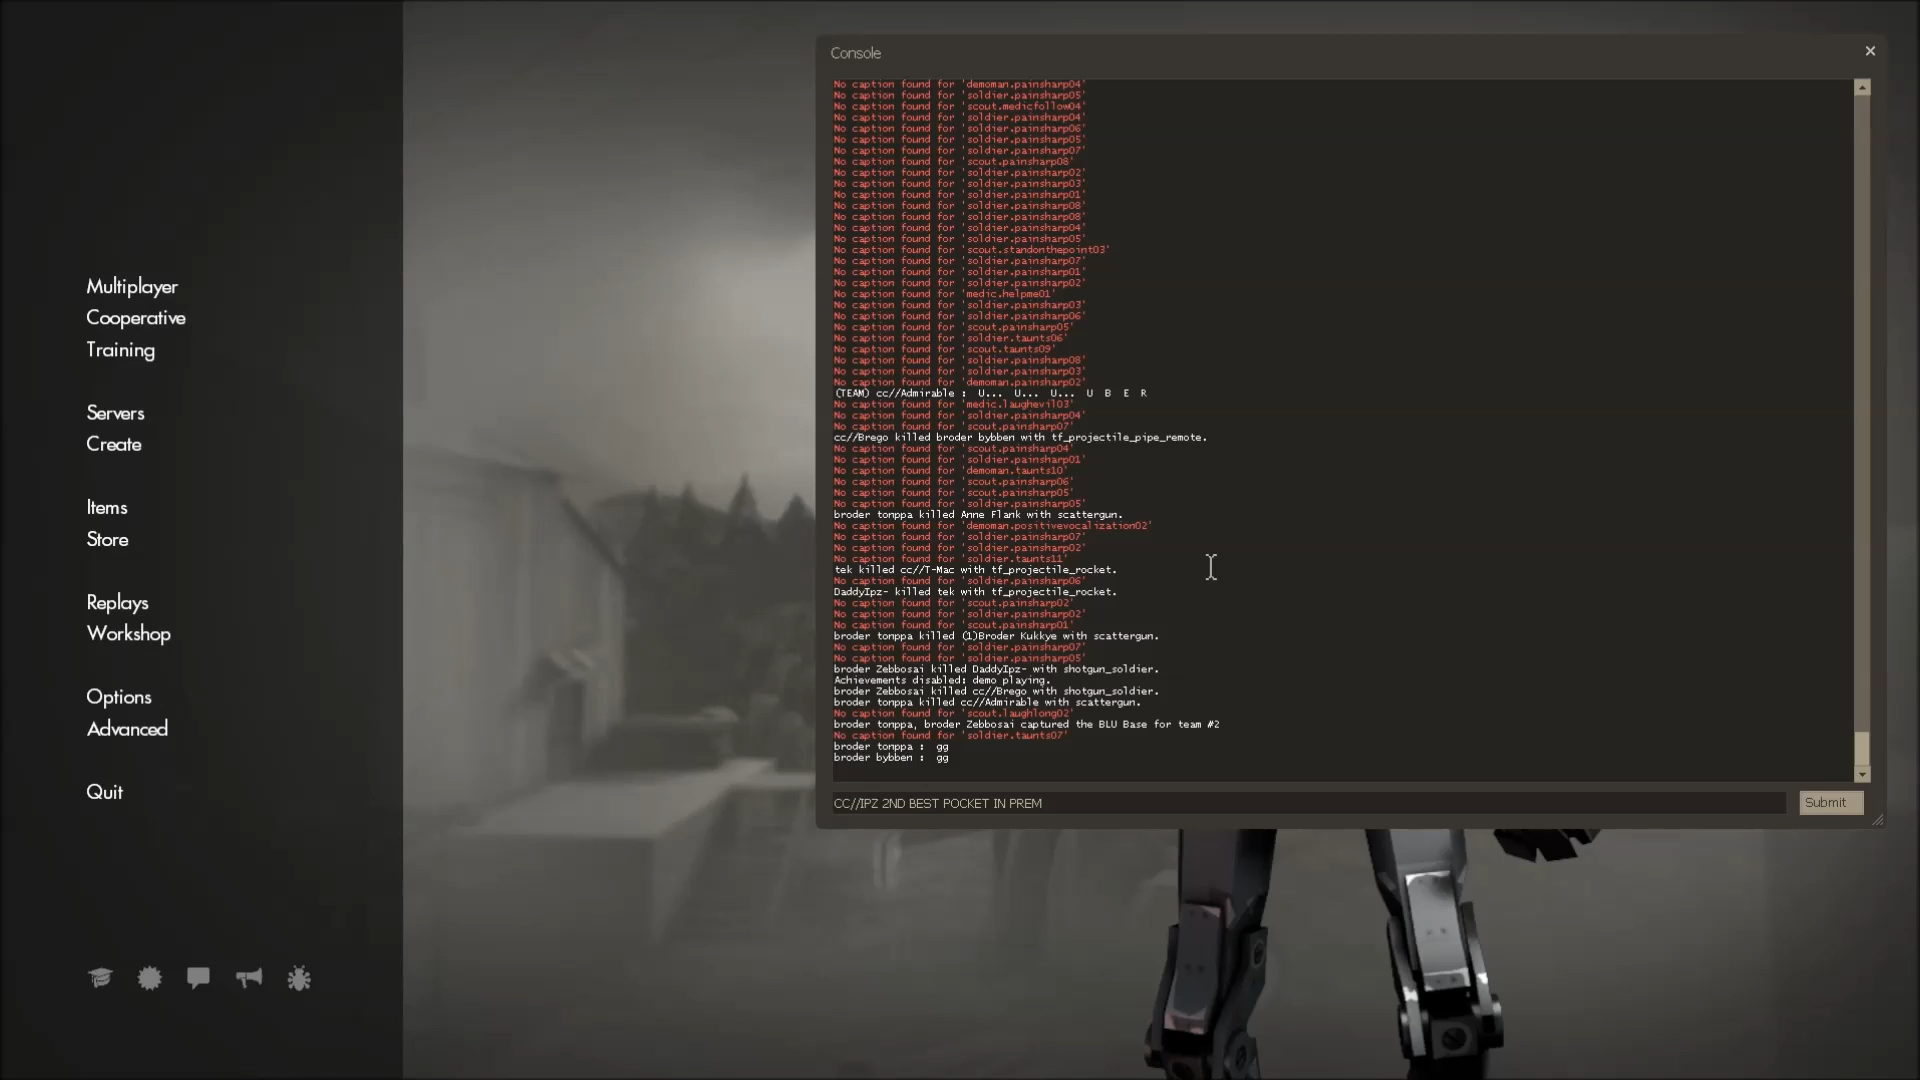 Multiplayer
Cooperative
Training
Servers
Create
Items
Store
Replays
Workshop
Options
Advanced
Quit
Console
No caption found for 'demoman.painsharp04'
No caption found for 'soldier.painsharp05'
No caption found for 'scout.medicfollow04'
No caption found for 'soldier.painsharp04'
No caption found for 'soldier.painsharp06'
No caption found for 'soldier.painsharp05'
No caption found for 'soldier.painsharp07'
No caption found for 'scout.painsharp08'
No caption found for 'soldier.painsharp02'
No caption found for 'soldier.painsharp03'
No caption found for 'soldier.painsharp01'
No caption found for 'soldier.painsharp08'
No caption found for 'soldier.painsharp08'
No caption found for 'soldier.painsharp04'
No caption found for 'soldier.painsharp05'
No caption found for 'scout.standonthepoint03'
No caption found for 'soldier.painsharp07'
No caption found for 'soldier.painsharp01'
No caption found for 'soldier.painsharp02'
No caption found for 'medic.helpme01'
No caption found for 'soldier.painsharp03'
No caption found for 'soldier.painsharp06'
No caption found for 'scout.painsharp05'
No caption found for 'soldier.taunts06'
No caption found for 'scout.taunts09'
No caption found for 'soldier.painsharp08'
No caption found for 'soldier.painsharp03'
No caption found for 'demoman.painsharp02'
(TEAM) cc//Admirable :  U... U... U... U B E R
No caption found for 'medic.laughevil03'
No caption found for 'soldier.painsharp04'
No caption found for 'scout.painsharp07'
cc//Brego killed broder bybben with tf_projectile_pipe_remote.
No caption found for 'scout.painsharp04'
No caption found for 'soldier.painsharp01'
No caption found for 'demoman.taunts10'
No caption found for 'scout.painsharp06'
No caption found for 'scout.painsharp05'
No caption found for 'soldier.painsharp05'
broder tonppa killed Anne Flank with scattergun.
No caption found for 'demoman.positivevocalization02'
No caption found for 'soldier.painsharp07'
No caption found for 'soldier.painsharp02'
No caption found for 'soldier.taunts11'
tek killed cc//T-Mac with tf_projectile_rocket.
No caption found for 'soldier.painsharp06'
DaddyIpz- killed tek with tf_projectile_rocket.
No caption found for 'scout.painsharp02'
No caption found for 'soldier.painsharp02'
No caption found for 'scout.painsharp01'
broder tonppa killed (1)Broder Kukkye with scattergun.
No caption found for 'soldier.painsharp07'
No caption found for 'soldier.painsharp05'
broder Zebbosai killed DaddyIpz- with shotgun_soldier.
Achievements disabled: demo playing.
broder Zebbosai killed cc//Brego with shotgun_soldier.
broder tonppa killed cc//Admirable with scattergun.
No caption found for 'scout.laughlong02'
broder tonppa, broder Zebbosai captured the BLU Base for team #2
No caption found for 'soldier.taunts07'
broder tonppa :  gg
broder bybben :  gg
CC//IPZ 2ND BEST POCKET IN PREM
Submit